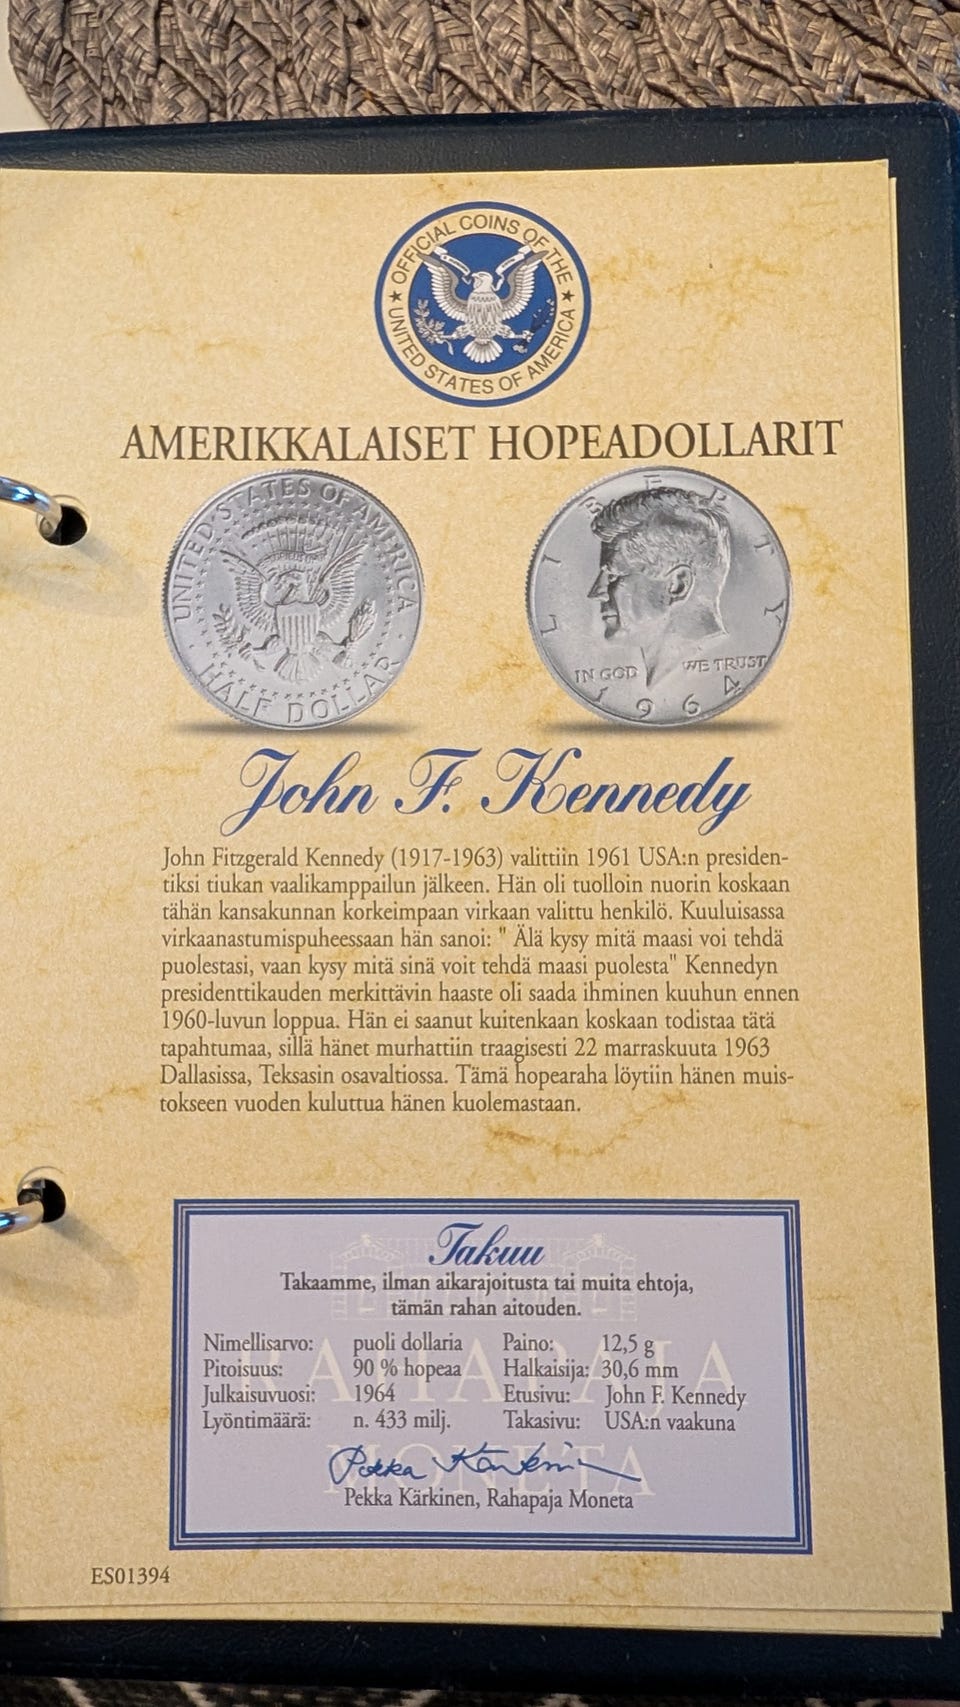 OFFICIAL COINS OF THE
★ UNITED STATES OF AMERICA ★
AMERIKKALAISET HOPEADOLLARIT
UNITED STATES OF AMERICA
HALF DOLLAR
LIBERTY
IN GOD WE TRUST
1964
John F. Kennedy
John Fitzgerald Kennedy (1917-1963) valittiin 1961 USA:n presiden-
tiksi tiukan vaalikamppailun jälkeen. Hän oli tuolloin nuorin koskaan
tähän kansakunnan korkeimpaan virkaan valittu henkilö. Kuuluisassa
virkaanastumispuheessaan hän sanoi: " Älä kysy mitä maasi voi tehdä
puolestasi, vaan kysy mitä sinä voit tehdä maasi puolesta" Kennedyn
presidenttikauden merkittävin haaste oli saada ihminen kuuhun ennen
1960-luvun loppua. Hän ei saanut kuitenkaan koskaan todistaa tätä
tapahtumaa, sillä hänet murhattiin traagisesti 22 marraskuuta 1963
Dallasissa, Teksasin osavaltiossa. Tämä hopearaha löytiin hänen muis-
tokseen vuoden kuluttua hänen kuolemastaan.
Takuu
Takaamme, ilman aikarajoitusta tai muita ehtoja,
tämän rahan aitouden.
Nimellisarvo: puoli dollaria Paino: 12,5 g
Pitoisuus: 90 % hopeaa Halkaisija: 30,6 mm
Julkaisuvuosi: 1964 Etusivu: John F. Kennedy
Lyöntimäärä: n. 433 milj. Takasivu: USA:n vaakuna
RAHAPAJA
MONETA
Pekka Kärkinen
Pekka Kärkinen, Rahapaja Moneta
ES01394